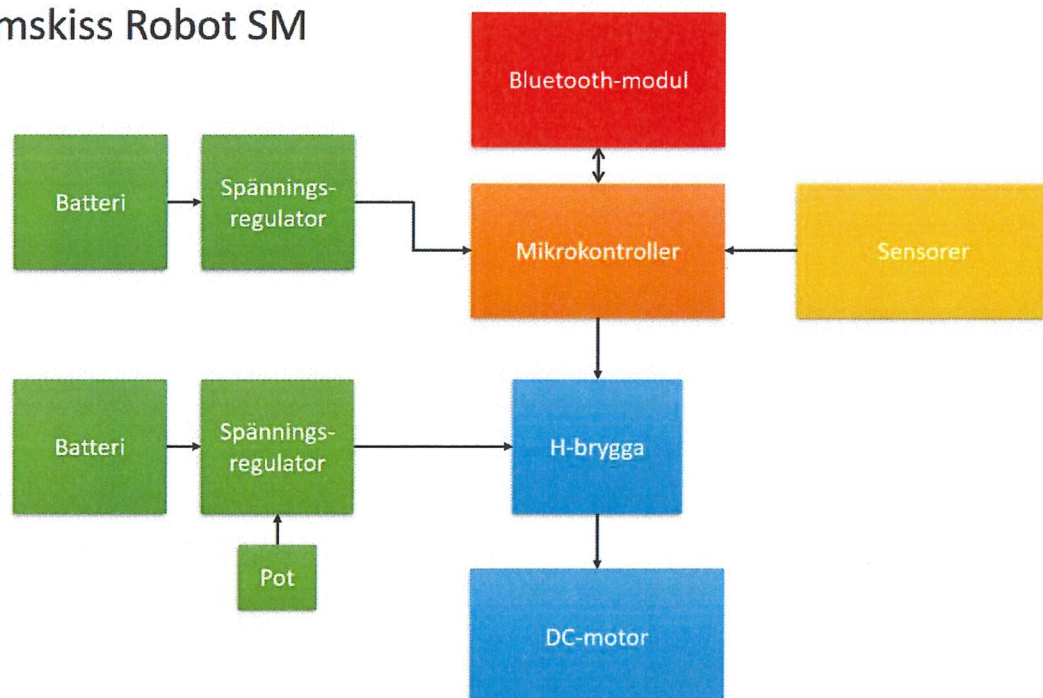 mskiss Robot SM
Bluetooth-modul
Batteri
Spännings-
regulator
Mikrokontroller
Sensorer
Batteri
Spännings-
regulator
H-brygga
Pot
DC-motor